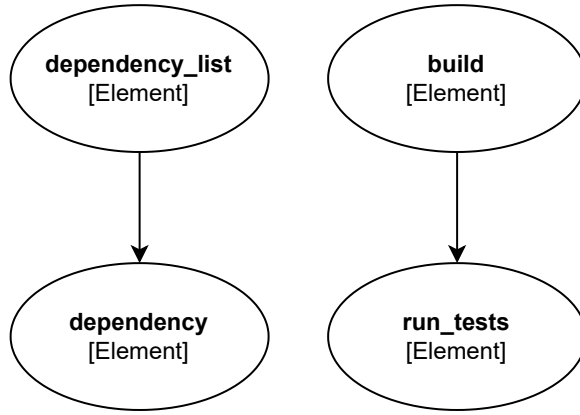 dependency_list
[Element]
build
[Element]
dependency
[Element]
run_tests
[Element]